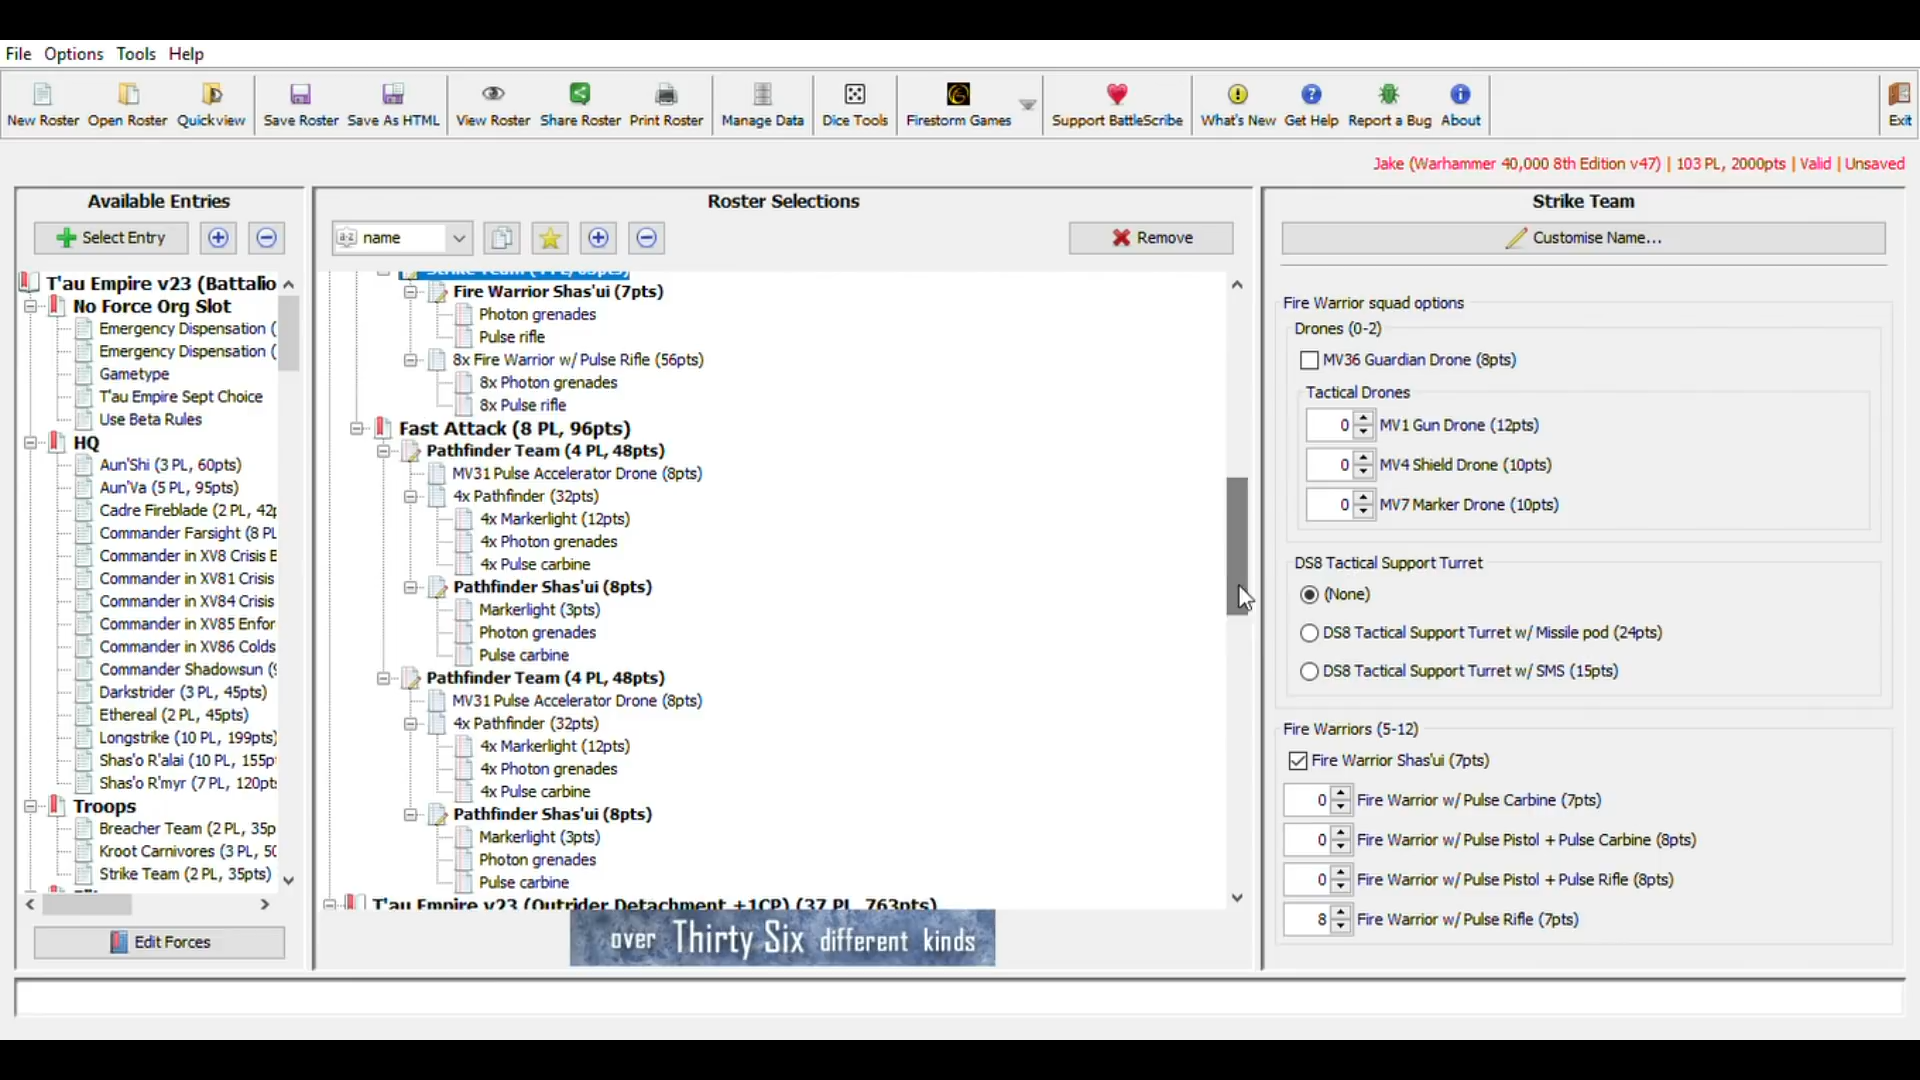 File Options Tools Help
New Roster Open Roster Quickview Save Roster Save As HTML View Roster Share Roster Print Roster Manage Data Dice Tools Firestorm Games Support BattleScribe What's New Get Help Report a Bug About Exit
Jake (Warhammer 40,000 8th Edition v47) | 103 PL, 2000pts | Valid | Unsaved
Available Entries
Select Entry
T'au Empire v23 (Battalio
No Force Org Slot
Emergency Dispensation (
Emergency Dispensation (
Gametype
T'au Empire Sept Choice
Use Beta Rules
HQ
Aun'Shi (3 PL, 60pts)
Aun'Va (5 PL, 95pts)
Cadre Fireblade (2 PL, 42p
Commander Farsight (8 PL
Commander in XV8 Crisis B
Commander in XV81 Crisis
Commander in XV84 Crisis
Commander in XV85 Enfor
Commander in XV86 Colds
Commander Shadowsun (9
Darkstrider (3 PL, 45pts)
Ethereal (2 PL, 45pts)
Longstrike (10 PL, 199pts)
Shas'o R'alai (10 PL, 155p
Shas'o R'myr (7 PL, 120pts
Troops
Breacher Team (2 PL, 35p
Kroot Carnivores (3 PL, 50
Strike Team (2 PL, 35pts)
Edit Forces
Roster Selections
name
Remove
Fire Warrior Shas'ui (7pts)
Photon grenades
Pulse rifle
8x Fire Warrior w/ Pulse Rifle (56pts)
8x Photon grenades
8x Pulse rifle
Fast Attack (8 PL, 96pts)
Pathfinder Team (4 PL, 48pts)
MV31 Pulse Accelerator Drone (8pts)
4x Pathfinder (32pts)
4x Markerlight (12pts)
4x Photon grenades
4x Pulse carbine
Pathfinder Shas'ui (8pts)
Markerlight (3pts)
Photon grenades
Pulse carbine
Pathfinder Team (4 PL, 48pts)
MV31 Pulse Accelerator Drone (8pts)
4x Pathfinder (32pts)
4x Markerlight (12pts)
4x Photon grenades
4x Pulse carbine
Pathfinder Shas'ui (8pts)
Markerlight (3pts)
Photon grenades
Pulse carbine
T'au Empire v23 (Outrider Detachment +1CP) (37 PL, 763pts)
over Thirty Six different kinds
Strike Team
Customise Name...
Fire Warrior squad options
Drones (0-2)
MV36 Guardian Drone (8pts)
Tactical Drones
0 MV1 Gun Drone (12pts)
0 MV4 Shield Drone (10pts)
0 MV7 Marker Drone (10pts)
DS8 Tactical Support Turret
(None)
DS8 Tactical Support Turret w/ Missile pod (24pts)
DS8 Tactical Support Turret w/ SMS (15pts)
Fire Warriors (5-12)
Fire Warrior Shas'ui (7pts)
0 Fire Warrior w/ Pulse Carbine (7pts)
0 Fire Warrior w/ Pulse Pistol + Pulse Carbine (8pts)
0 Fire Warrior w/ Pulse Pistol + Pulse Rifle (8pts)
8 Fire Warrior w/ Pulse Rifle (7pts)